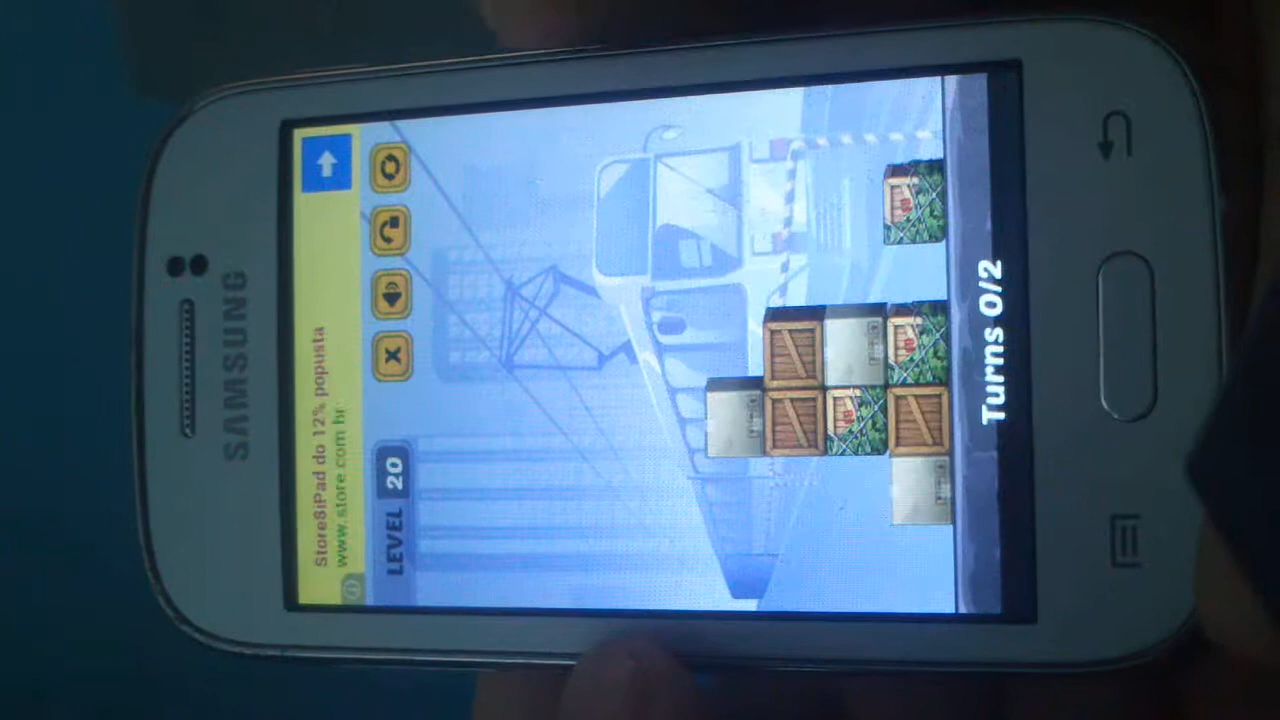 SAMSUNG
Store8iPad do 12% popusta
www.store.com.hr
LEVEL 20
X
Turns 0/2